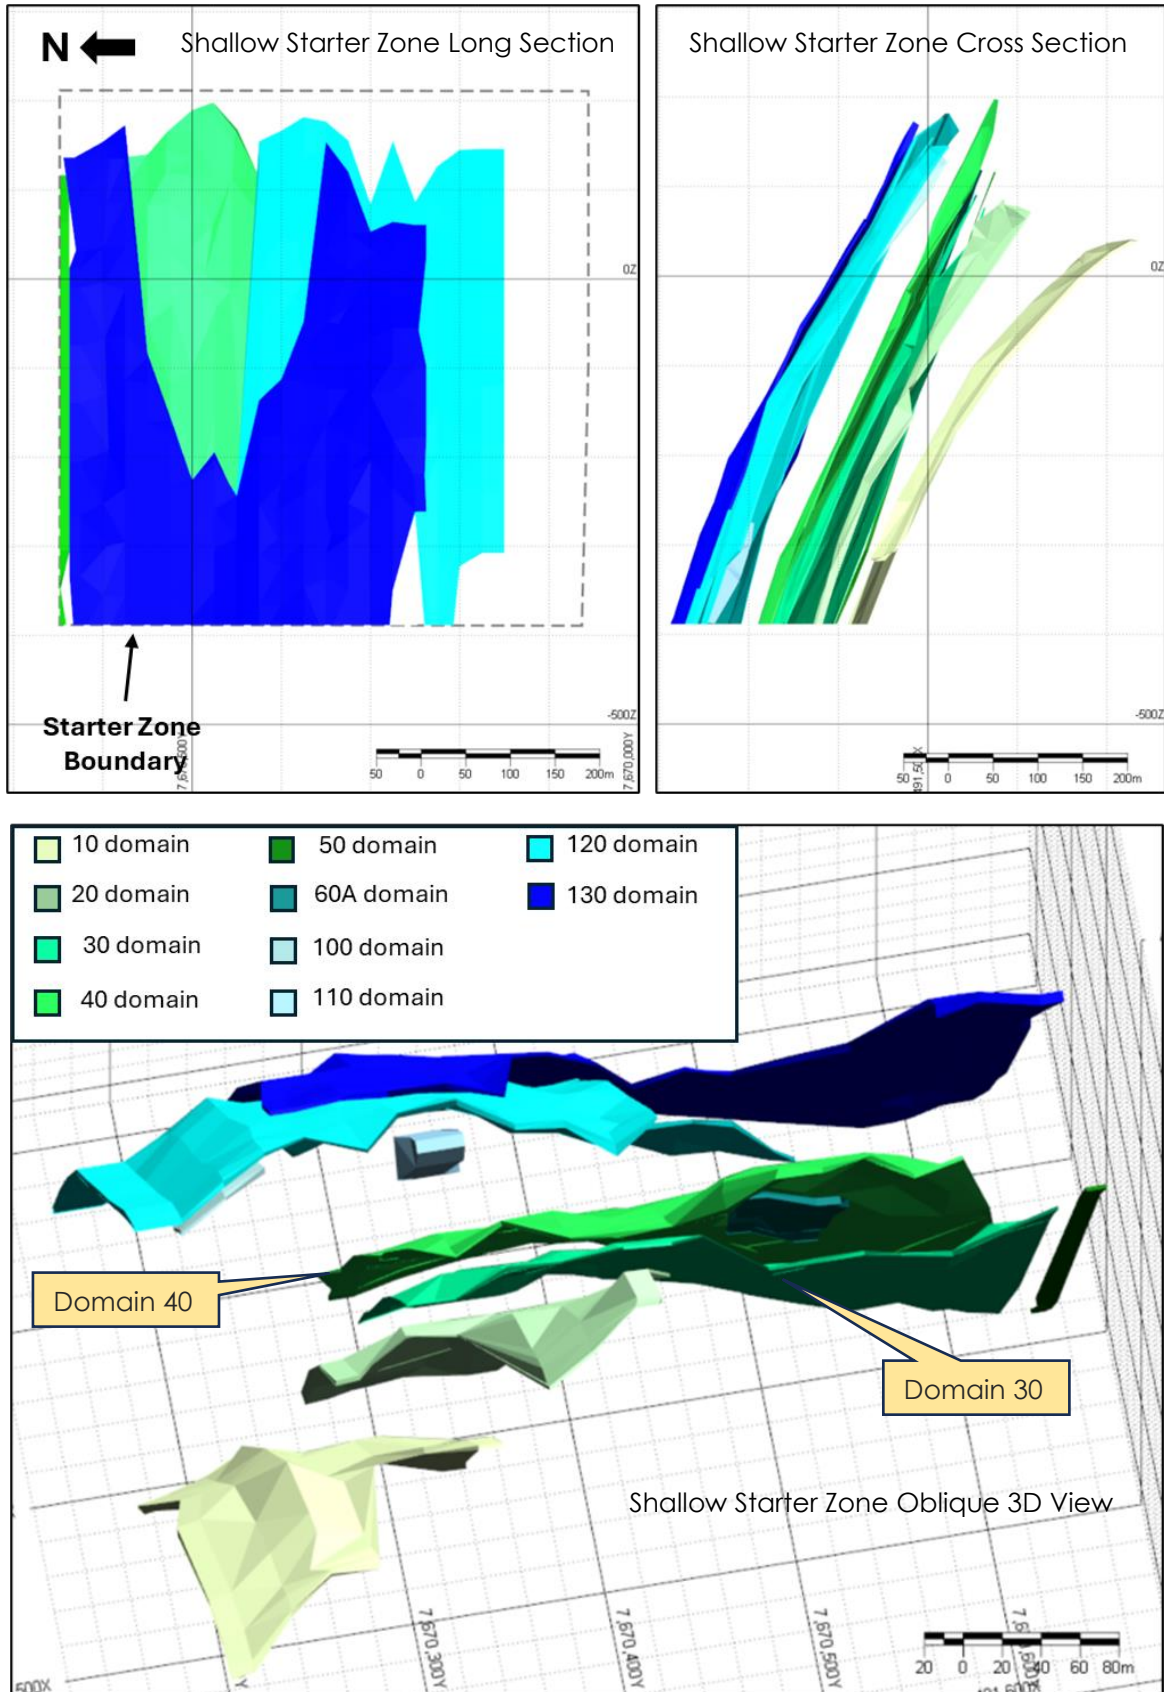 N
Shallow Starter Zone Long Section
0Z
Starter Zone
Boundary
-500Z
7,670,000Y
50 0 50 100 150 200m
Shallow Starter Zone Cross Section
0Z
-500Z
50 0 50 100 150 200m
10 domain
50 domain
120 domain
20 domain
60A domain
130 domain
30 domain
100 domain
40 domain
110 domain
Domain 40
Domain 30
Shallow Starter Zone Oblique 3D View
7,670,300Y
7,670,400Y
7,670,500Y
20 0 20 40 60 80m